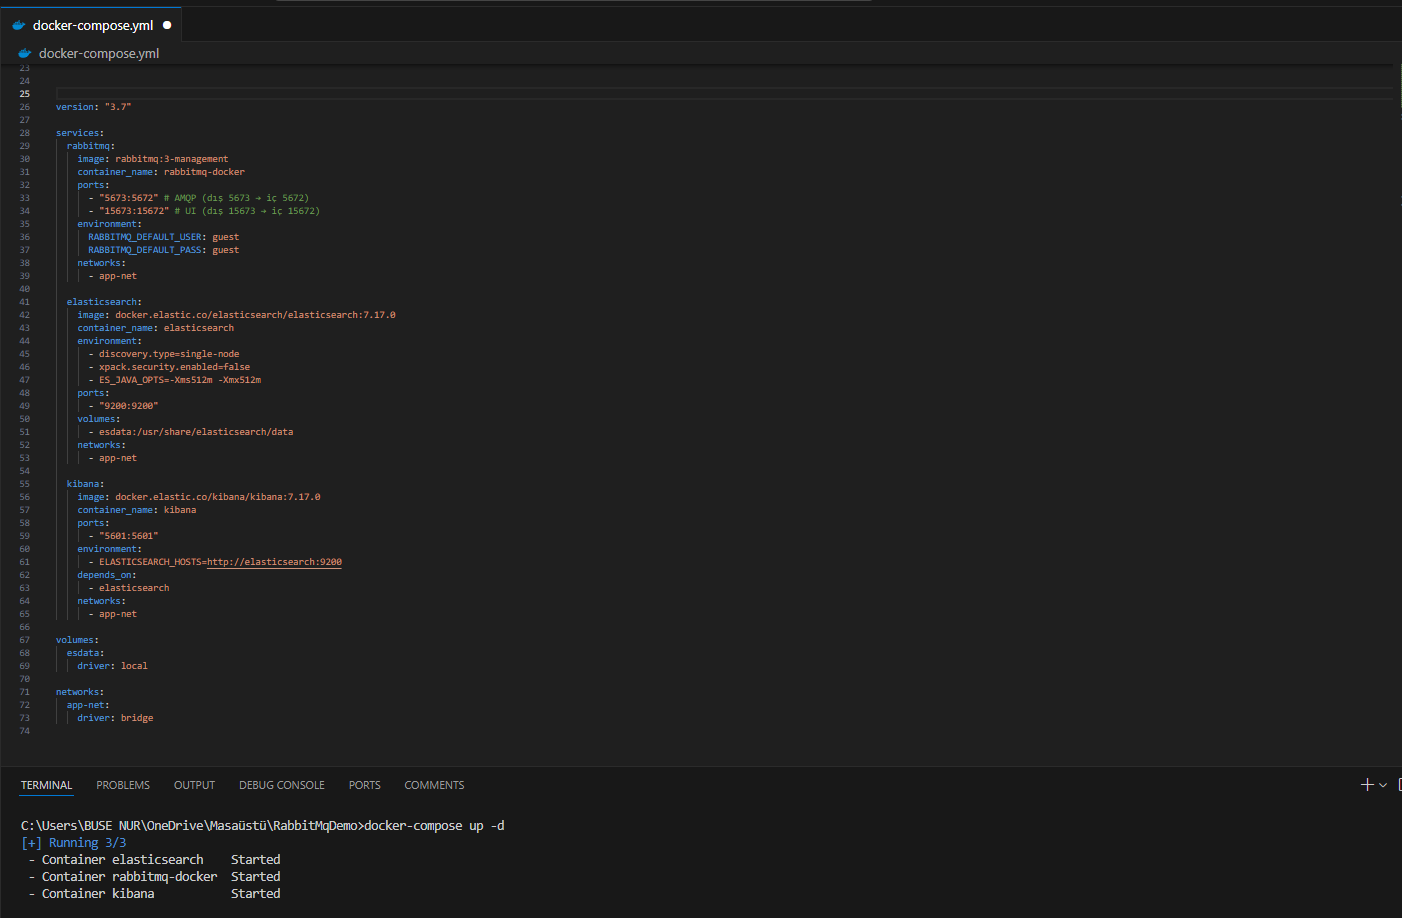 docker-compose.yml
docker-compose.yml
23
24
25
26 version: "3.7"
27
28 services:
29 rabbitmq:
30 image: rabbitmq:3-management
31 container_name: rabbitmq-docker
32 ports:
33 - "5673:5672" # AMQP (dış 5673 → iç 5672)
34 - "15673:15672" # UI (dış 15673 → iç 15672)
35 environment:
36 RABBITMQ_DEFAULT_USER: guest
37 RABBITMQ_DEFAULT_PASS: guest
38 networks:
39 - app-net
40
41 elasticsearch:
42 image: docker.elastic.co/elasticsearch/elasticsearch:7.17.0
43 container_name: elasticsearch
44 environment:
45 - discovery.type=single-node
46 - xpack.security.enabled=false
47 - ES_JAVA_OPTS=-Xms512m -Xmx512m
48 ports:
49 - "9200:9200"
50 volumes:
51 - esdata:/usr/share/elasticsearch/data
52 networks:
53 - app-net
54
55 kibana:
56 image: docker.elastic.co/kibana/kibana:7.17.0
57 container_name: kibana
58 ports:
59 - "5601:5601"
60 environment:
61 - ELASTICSEARCH_HOSTS=http://elasticsearch:9200
62 depends_on:
63 - elasticsearch
64 networks:
65 - app-net
66
67 volumes:
68 esdata:
69 driver: local
70
71 networks:
72 app-net:
73 driver: bridge
74
TERMINAL PROBLEMS OUTPUT DEBUG CONSOLE PORTS COMMENTS
C:\Users\BUSE NUR\OneDrive\Masaüstü\RabbitMqDemo>docker-compose up -d
[+] Running 3/3
- Container elasticsearch Started
- Container rabbitmq-docker Started
- Container kibana Started